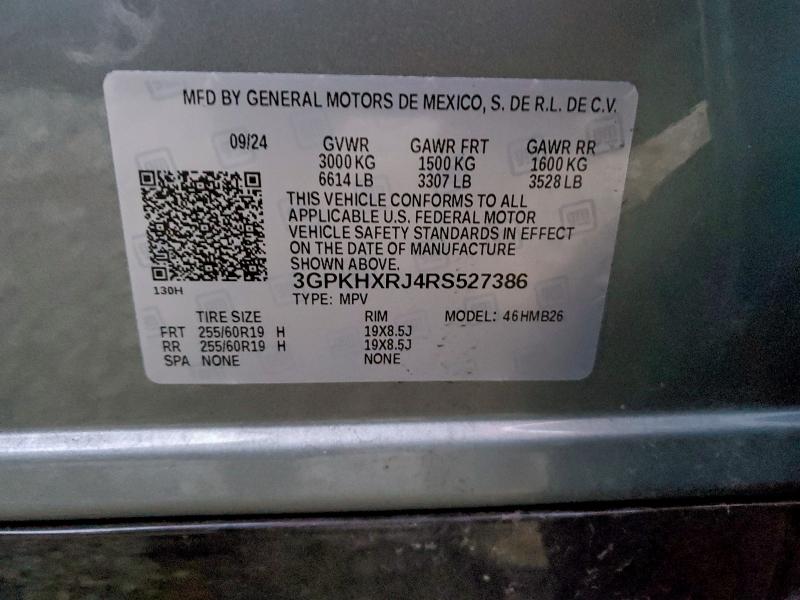 MFD BY GENERAL MOTORS DE MEXICO, S. DE R.L. DE C.V.
09/24 GVWR GAWR FRT GAWR RR
3000 KG 1500 KG 1600 KG
6614 LB 3307 LB 3528 LB
THIS VEHICLE CONFORMS TO ALL
APPLICABLE U.S. FEDERAL MOTOR
VEHICLE SAFETY STANDARDS IN EFFECT
ON THE DATE OF MANUFACTURE
SHOWN ABOVE.
3GPKHXRJ4RS527386
130H
TYPE: MPV
TIRE SIZE RIM MODEL: 46HMB26
FRT 255/60R19 H 19X8.5J
RR 255/60R19 H 19X8.5J
SPA NONE NONE